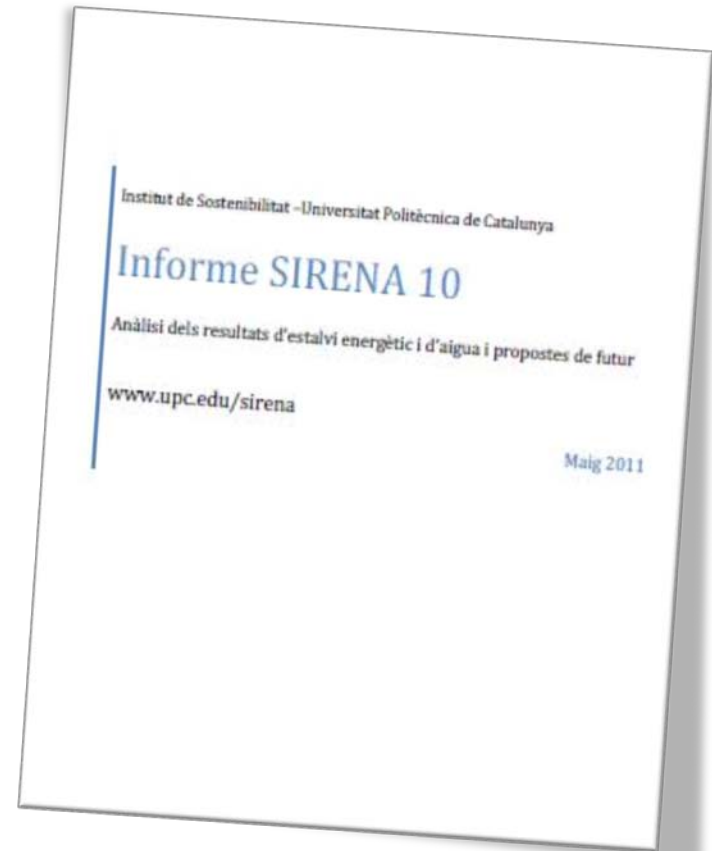 Institut de Sostenibilitat –Universitat Politècnica de Catalunya
Informe SIRENA 10
Anàlisi dels resultats d'estalvi energètic i d'aigua i propostes de futur
www.upc.edu/sirena
Maig 2011